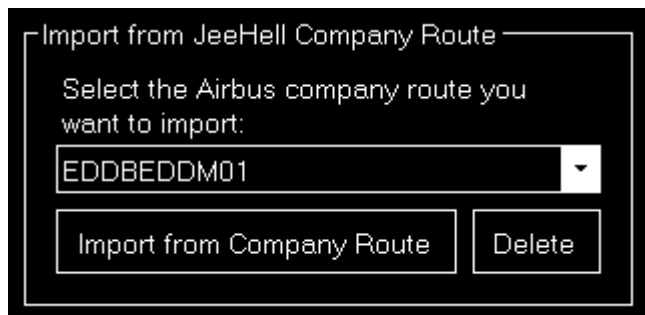 Import from JeeHell Company Route
Select the Airbus company route you
want to import:
EDDBEDDM01
Import from Company Route
Delete